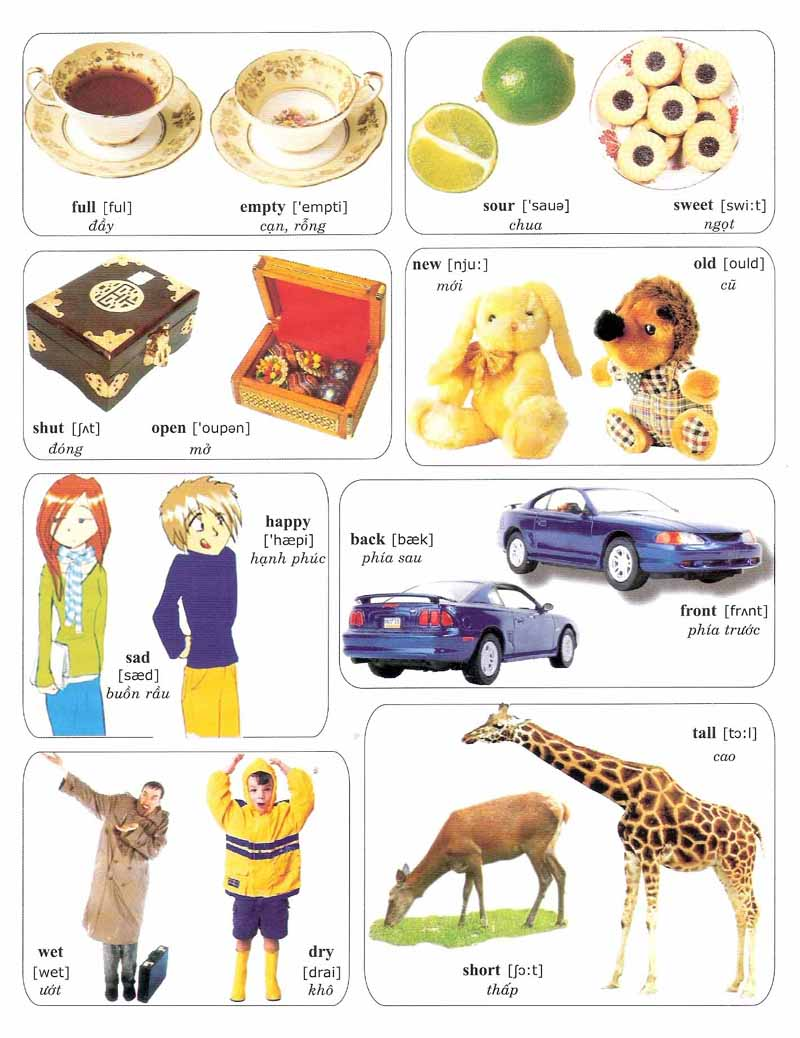 full [ful]
đầy
empty ['empti]
cạn, rỗng
sour ['sauə]
chua
sweet [swi:t]
ngọt
shut [ʃʌt]
đóng
open ['oupən]
mở
new [nju:]
mới
old [ould]
cũ
sad
[sæd]
buồn rầu
happy
['hæpi]
hạnh phúc
back [bæk]
phía sau
front [frʌnt]
phía trước
wet
[wet]
ướt
dry
[drai]
khô
short [ʃɔ:t]
thấp
tall [tɔ:l]
cao